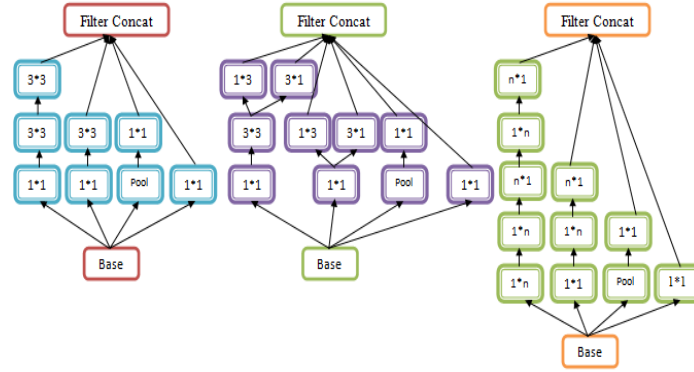 Filter Concat Filter Concat Filter Concat
3*3 1*3 3*1 n*1
3*3 3*3 1*1 3*3 1*3 3*1 1*1 1*n
1*1 1*1 Pool 1*1 1*1 1*1 Pool 1*1 n*1 n*1
1*n 1*n 1*1
Base Base 1*n 1*1 Pool 1*1
Base